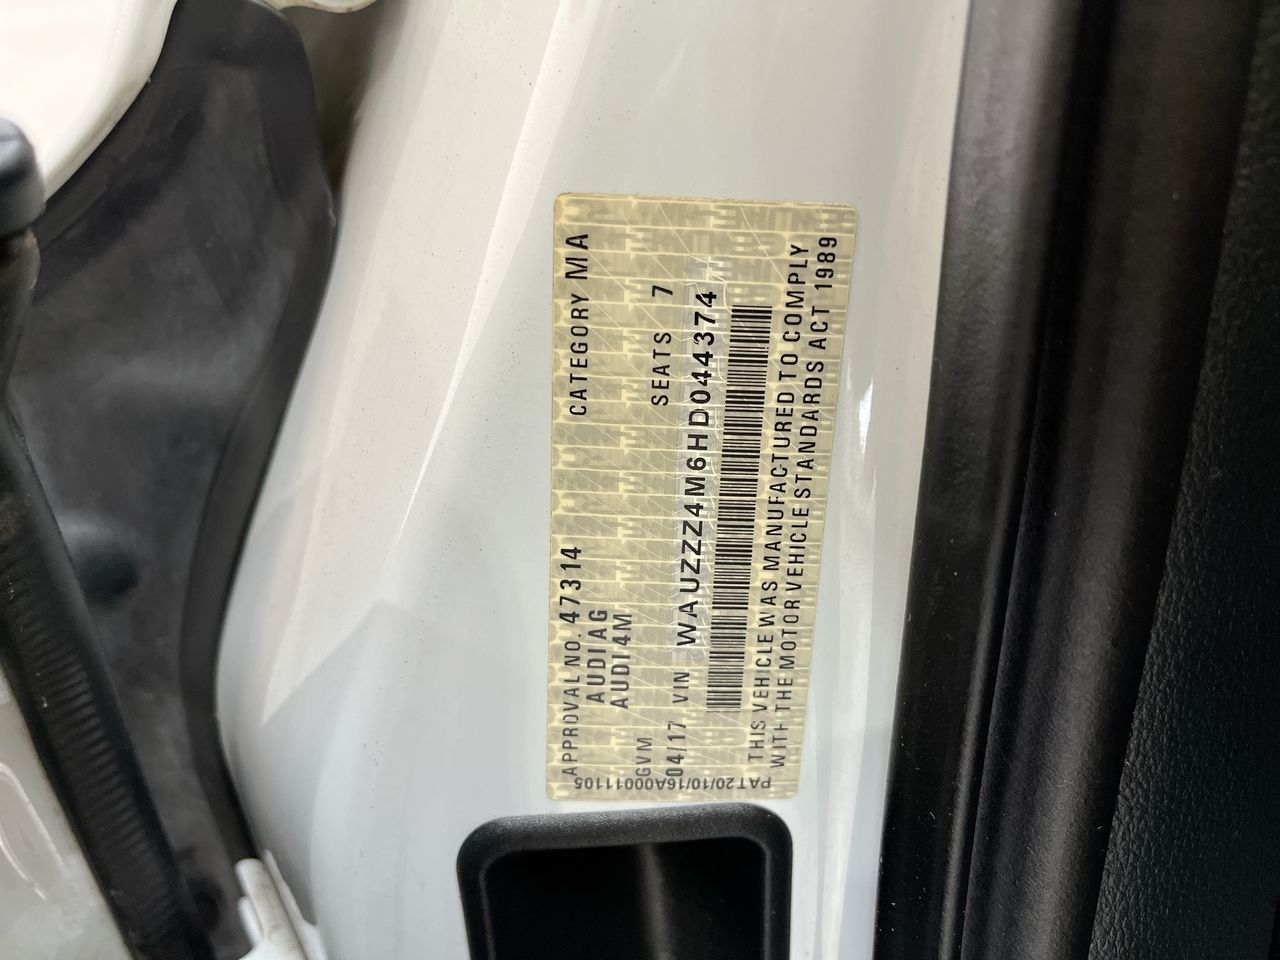 APPROVAL NO. 47314 CATEGORY MA
AUDI AG
AUDI 4M
GVM SEATS 7
04/17 VIN WAUZZZ4M6HD044374
THIS VEHICLE WAS MANUFACTURED TO COMPLY
WITH THE MOTOR VEHICLE STANDARDS ACT 1989
PAT20/10/16A00011105